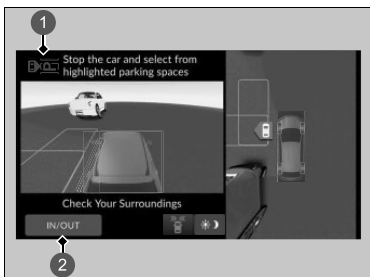 1
Stop the car and select from
highlighted parking spaces
Check Your Surroundings
IN/OUT
2